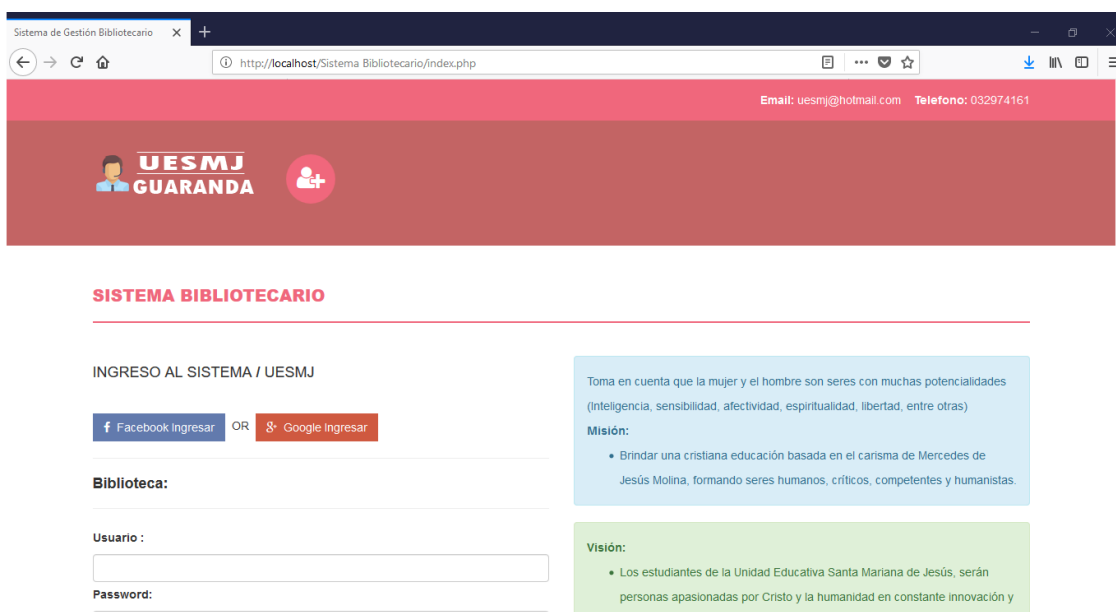 Sistema de Gestión Bibliotecario
http://localhost/Sistema Bibliotecario/index.php
Email: uesmj@hotmail.com Telefono: 032974161
UESMJ
GUARANDA
SISTEMA BIBLIOTECARIO
INGRESO AL SISTEMA / UESMJ
Facebook Ingresar OR Google Ingresar
Biblioteca:
Usuario :
Password:
Toma en cuenta que la mujer y el hombre son seres con muchas potencialidades
(Inteligencia, sensibilidad, afectividad, espiritualidad, libertad, entre otras)
Misión:
Brindar una cristiana educación basada en el carisma de Mercedes de
Jesús Molina, formando seres humanos, críticos, competentes y humanistas.
Visión:
Los estudiantes de la Unidad Educativa Santa Mariana de Jesús, serán
personas apasionadas por Cristo y la humanidad en constante innovación y